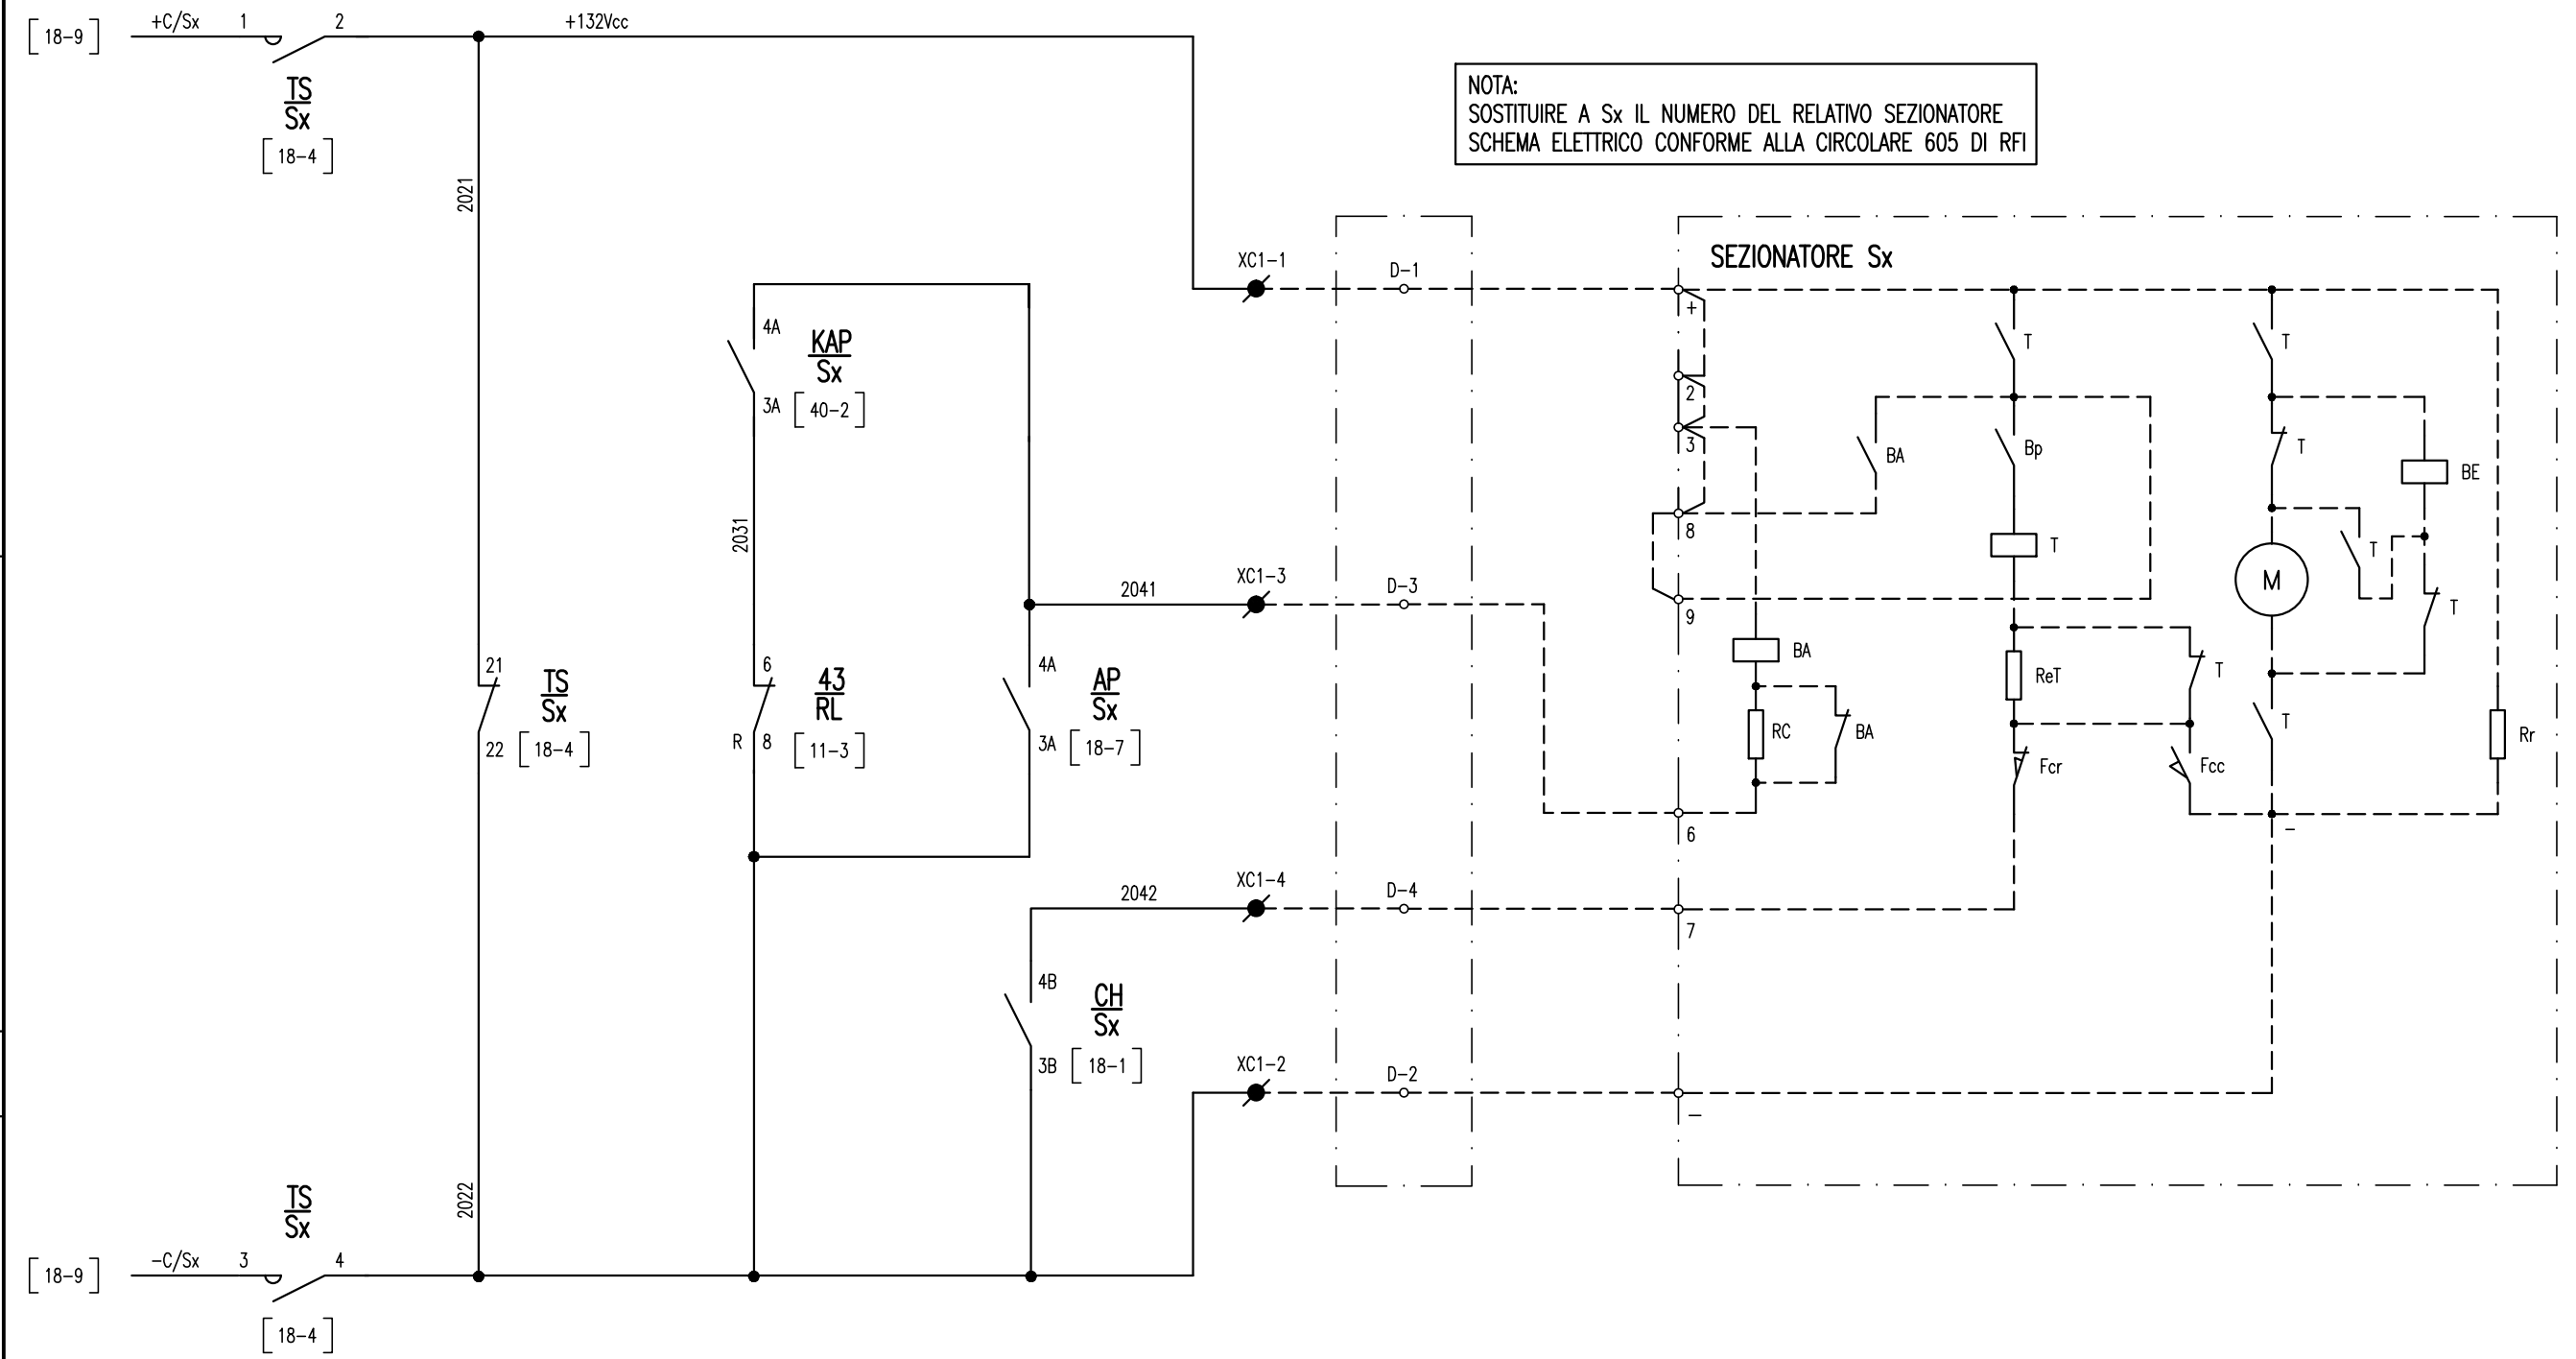 18-9
+C/Sx
1
2
+132Vcc
TS
Sx
18-4
NOTA:
SOSTITUIRE A Sx IL NUMERO DEL RELATIVO SEZIONATORE
SCHEMA ELETTRICO CONFORME ALLA CIRCOLARE 605 DI RFI
2021
SEZIONATORE Sx
XC1-1
D-1
+
4A
KAP
Sx
3A
40-2
T
T
2
3
BA
Bp
T
BE
2031
8
T
T
M
XC1-3
D-3
2041
9
T
21
TS
Sx
22
18-4
6
43
RL
R
8
11-3
4A
AP
Sx
3A
18-7
BA
RC
BA
ReT
T
T
Fcr
Fcc
Rr
6
-
2042
XC1-4
D-4
7
4B
CH
Sx
3B
18-1
XC1-2
D-2
-
2022
TS
Sx
18-9
-C/Sx
3
4
18-4